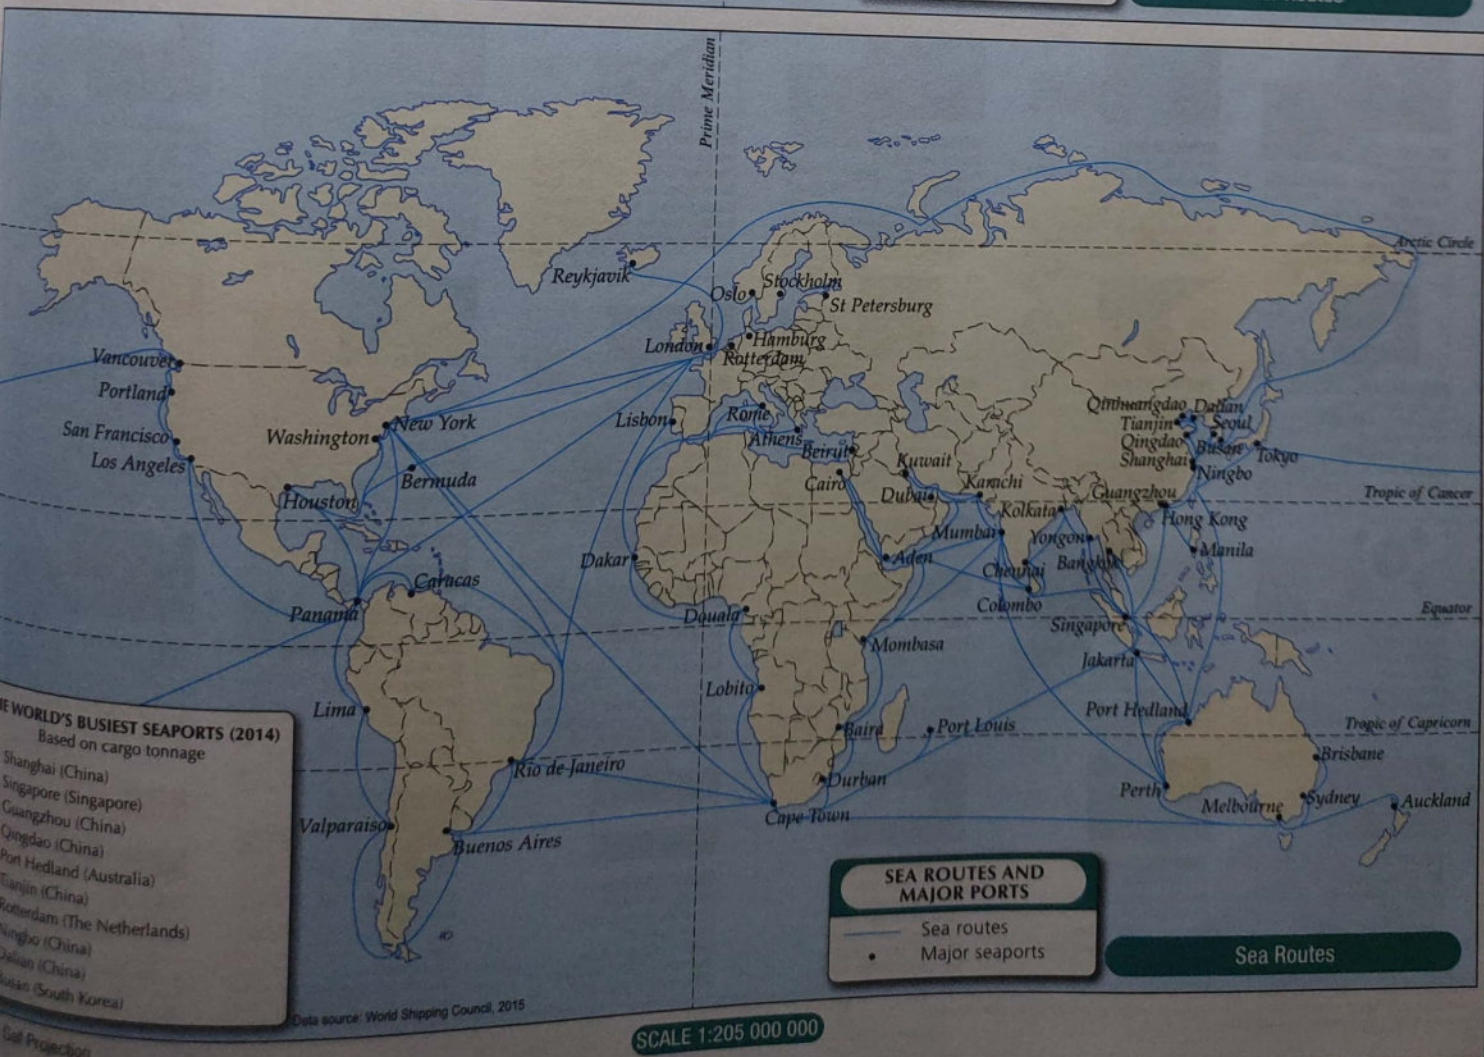 Prime Meridian
Arctic Circle
Reykjavik
Oslo
Stockholm
St Petersburg
Hamburg
London
Rotterdam
Vancouver
Portland
San Francisco
Los Angeles
New York
Washington
Bermuda
Houston
Lisbon
Rome
Athens
Beirut
Cairo
Kuwait
Dubai
Karachi
Qinhuangdao
Dalian
Tianjin
Seoul
Qingdao
Busan
Shanghai
Tokyo
Ningbo
Tropic of Cancer
Guangzhou
Kolkata
Hong Kong
Mumbai
Yongon
Manila
Aden
Chennai
Bangkok
Colombo
Dakar
Caracas
Panama
Douala
Equator
Singapore
Mombasa
Jakarta
Lobito
Lima
Port Hedland
Baira
Port Louis
Tropic of Capricorn
Rio de Janeiro
Durban
Brisbane
Perth
Melbourne
Sydney
Auckland
Cape Town
Valparaiso
Buenos Aires
WORLD'S BUSIEST SEAPORTS (2014)
Based on cargo tonnage
Shanghai (China)
Singapore (Singapore)
Guangzhou (China)
Qingdao (China)
Port Hedland (Australia)
Tianjin (China)
Rotterdam (The Netherlands)
Ningbo (China)
Dalian (China)
Busan (South Korea)
SEA ROUTES AND
MAJOR PORTS
Sea routes
Major seaports
Sea Routes
Data source: World Shipping Council, 2015
SCALE 1:205 000 000
Projection